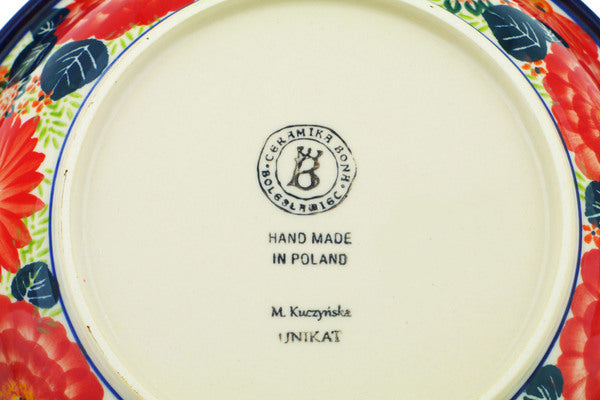 CERAMIKA BONA
BOLESŁAWIEC
B
HAND MADE
IN POLAND
M. Kuczyńska
UNIKAT